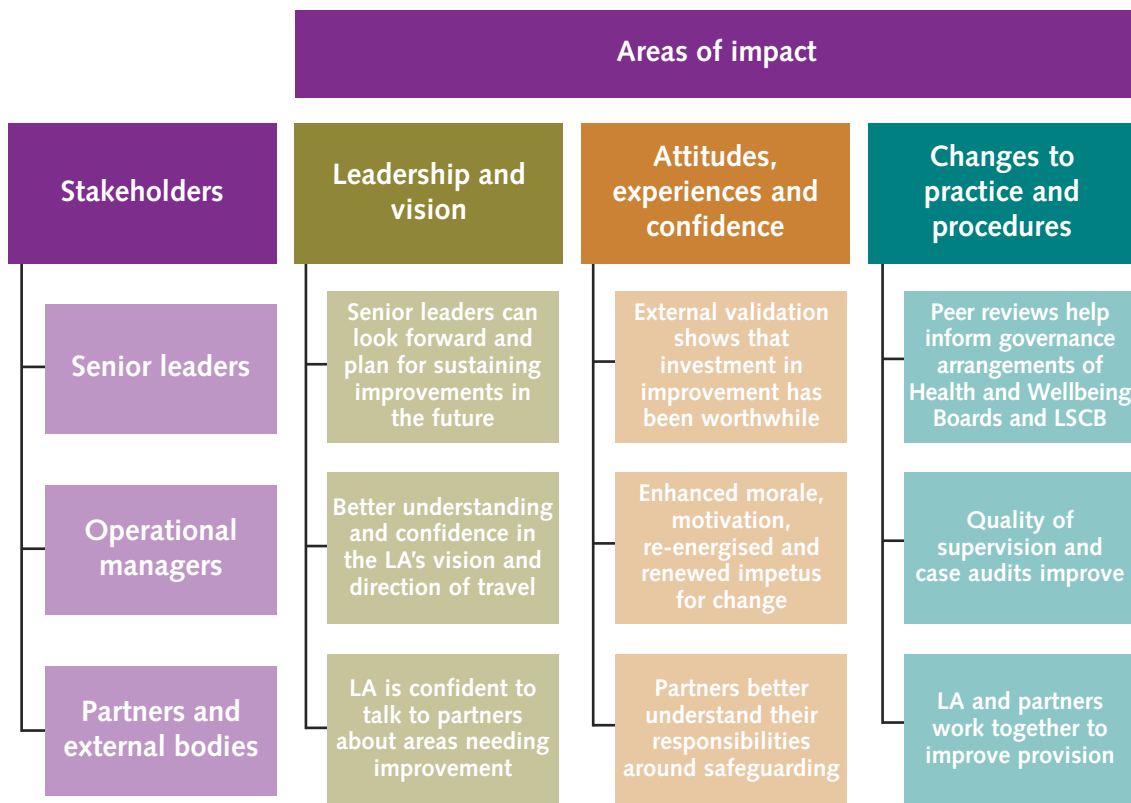 Areas of impact
Stakeholders
Leadership and
vision
Attitudes,
experiences and
confidence
Changes to
practice and
procedures
Senior leaders
Senior leaders can
look forward and
plan for sustaining
improvements in
the future
External validation
shows that
investment in
improvement has
been worthwhile
Peer reviews help
inform governance
arrangements of
Health and Wellbeing
Boards and LSCB
Operational
managers
Better understanding
and confidence in
the LA's vision and
direction of travel
Enhanced morale,
motivation,
re-energised and
renewed impetus
for change
Quality of
supervision and
case audits improve
Partners and
external bodies
LA is confident to
talk to partners
about areas needing
improvement
Partners better
understand their
responsibilities
around safeguarding
LA and partners
work together to
improve provision